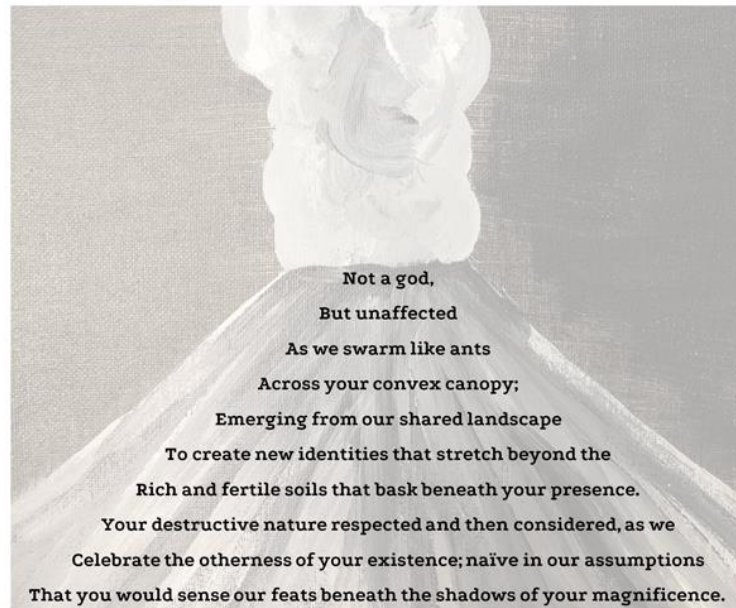 Not a god,
But unaffected
As we swarm like ants
Across your convex canopy;
Emerging from our shared landscape
To create new identities that stretch beyond the
Rich and fertile soils that bask beneath your presence.
Your destructive nature respected and then considered, as we
Celebrate the otherness of your existence; naïve in our assumptions
That you would sense our feats beneath the shadows of your magnificence.